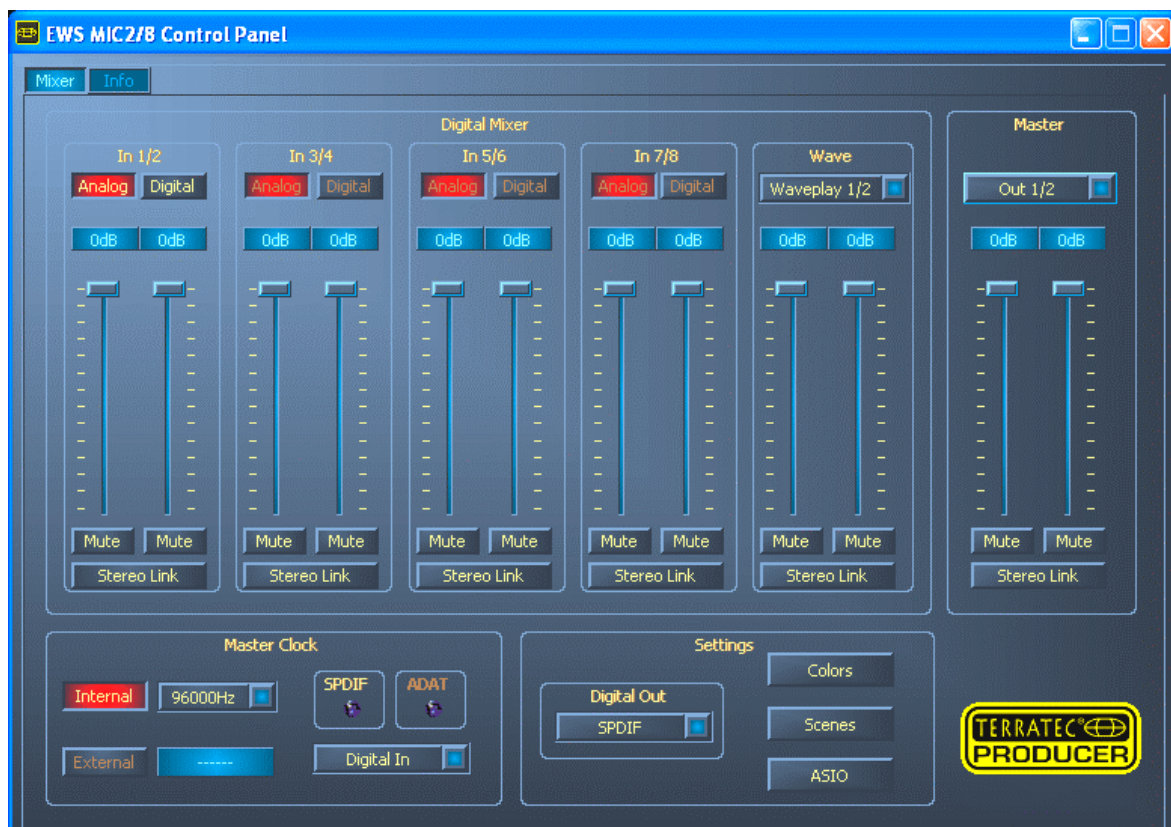 EWS MIC2/8 Control Panel
Mixer Info
Digital Mixer Master
In 1/2 In 3/4 In 5/6 In 7/8 Wave
Analog Digital Analog Digital Analog Digital Analog Digital Waveplay 1/2 Out 1/2
0dB 0dB 0dB 0dB 0dB 0dB 0dB 0dB 0dB 0dB 0dB 0dB
Mute Mute Mute Mute Mute Mute Mute Mute Mute Mute Mute Mute
Stereo Link Stereo Link Stereo Link Stereo Link Stereo Link Stereo Link
Master Clock
Internal 96000Hz SPDIF ADAT
External ------ Digital In
Settings
Digital Out
SPDIF
Colors
Scenes
ASIO
TERRATEC®
PRODUCER